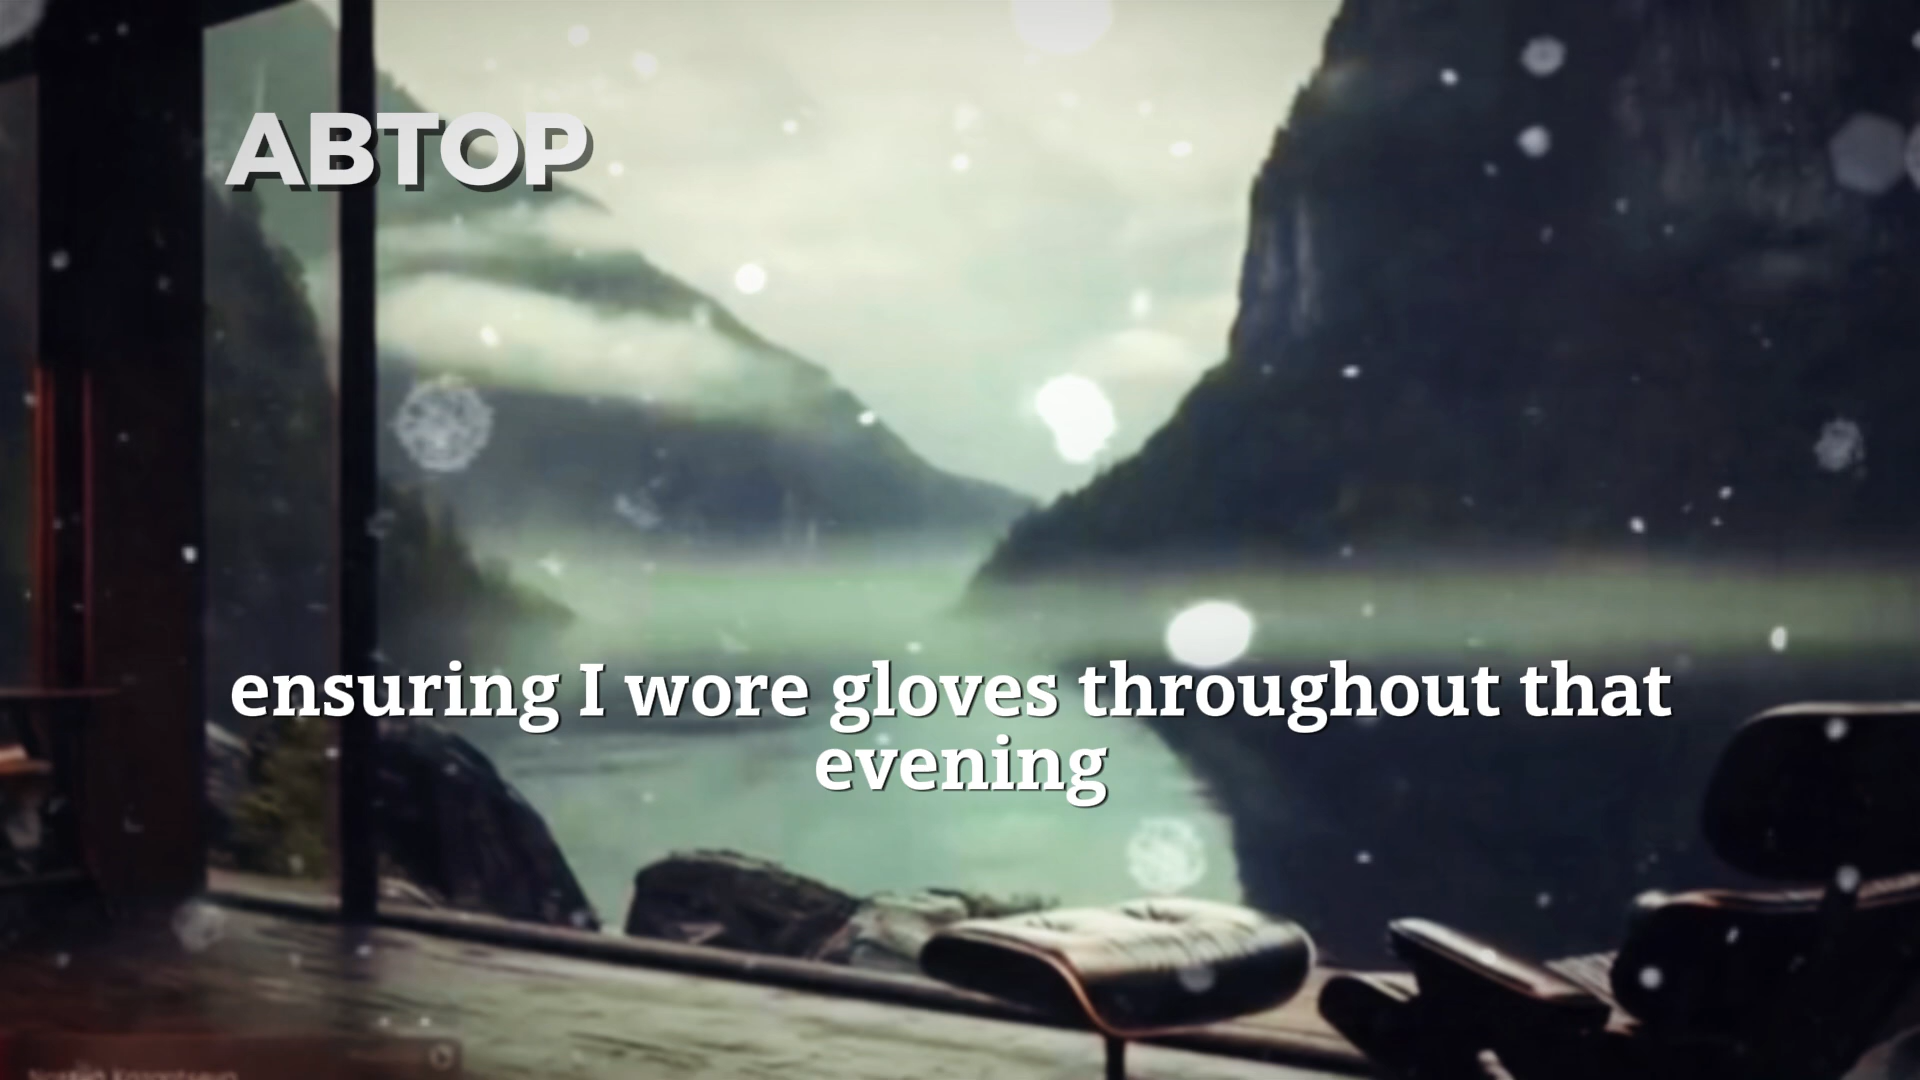 АВТОР
ensuring I wore gloves throughout that
evening